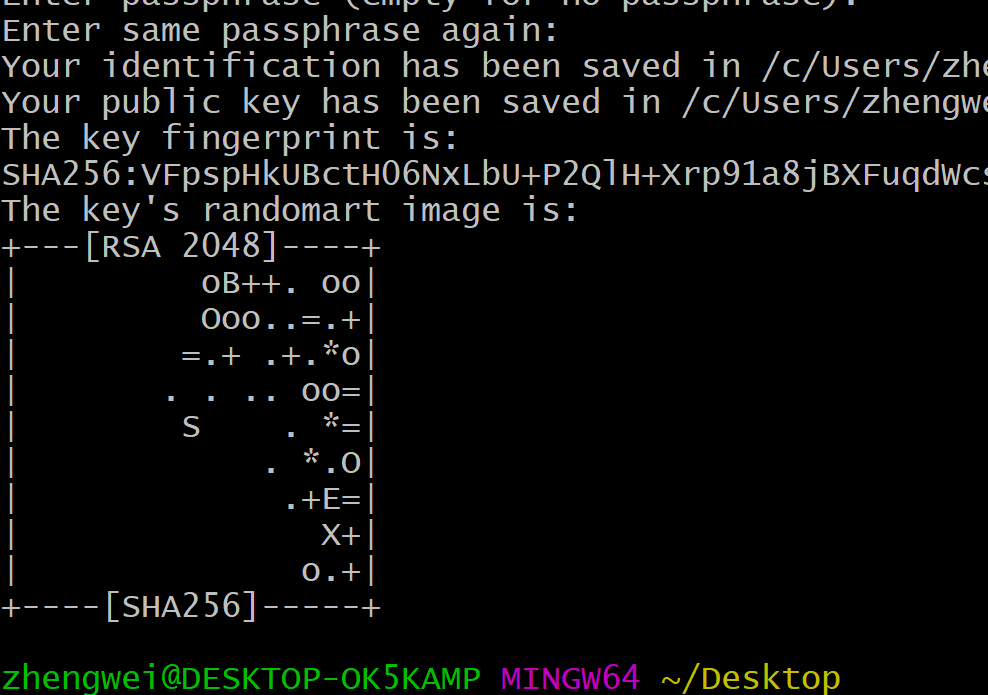 Enter passphrase (empty for no passphrase):
Enter same passphrase again:
Your identification has been saved in /c/Users/zhe
Your public key has been saved in /c/Users/zhengwe
The key fingerprint is:
SHA256:VFpspHkUBctHO6NxLbU+P2QlH+Xrp91a8jBXFuqdWcs
The key's randomart image is:
+---[RSA 2048]----+
|         oB++. oo|
|         Ooo..=.+|
|        =.+ .+.*o|
|       . . .. oo=|
|        S    . *=|
|            . *.O|
|             .+E=|
|               X+|
|              o.+|
+----[SHA256]-----+
zhengwei@DESKTOP-OK5KAMP MINGW64 ~/Desktop